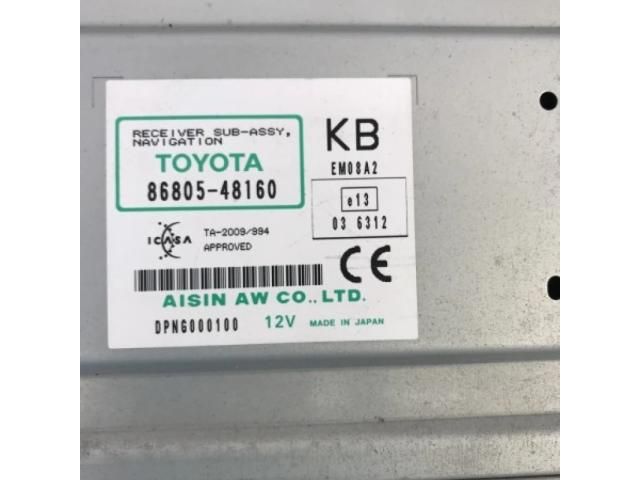 RECEIVER SUB-ASSY,
NAVIGATION
TOYOTA
86805-48160
KB
EM08A2
e13
03 6312
ICASA
TA-2009/994
APPROVED
CE
AISIN AW CO.,LTD.
DPNG000100 12V MADE IN JAPAN